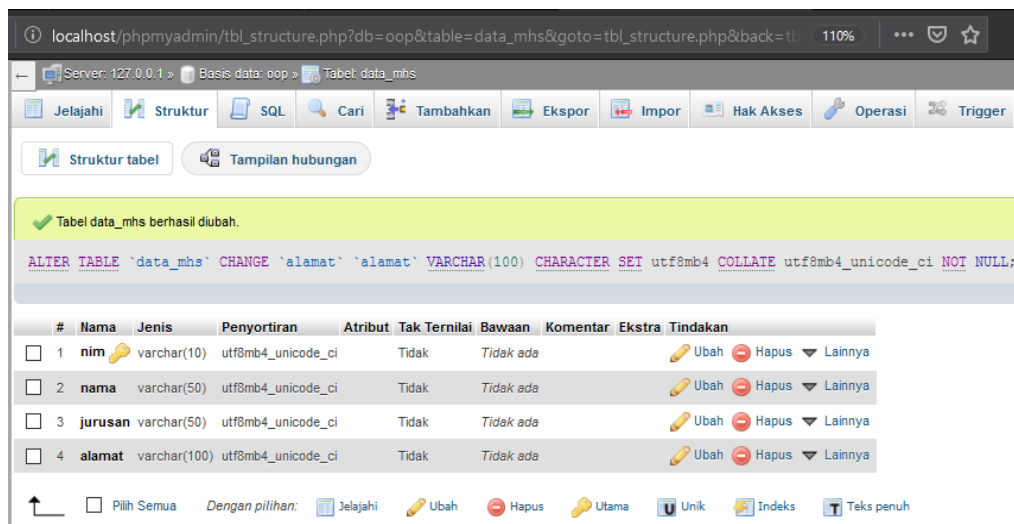 localhost/phpmyadmin/tbl_structure.php?db=oop&table=data_mhs&goto=tbl_structure.php&back=tb 110%
Server: 127.0.0.1 » Basis data: oop » Tabel: data_mhs
Jelajahi Struktur SQL Cari Tambahkan Ekspor Impor Hak Akses Operasi Trigger
Struktur tabel Tampilan hubungan
Tabel data_mhs berhasil diubah.
ALTER TABLE `data_mhs` CHANGE `alamat` `alamat` VARCHAR(100) CHARACTER SET utf8mb4 COLLATE utf8mb4_unicode_ci NOT NULL;
# Nama Jenis Penyortiran Atribut Tak Ternilai Bawaan Komentar Ekstra Tindakan
1 nim varchar(10) utf8mb4_unicode_ci Tidak Tidak ada Ubah Hapus Lainnya
2 nama varchar(50) utf8mb4_unicode_ci Tidak Tidak ada Ubah Hapus Lainnya
3 jurusan varchar(50) utf8mb4_unicode_ci Tidak Tidak ada Ubah Hapus Lainnya
4 alamat varchar(100) utf8mb4_unicode_ci Tidak Tidak ada Ubah Hapus Lainnya
Pilih Semua Dengan pilihan: Jelajahi Ubah Hapus Utama Unik Indeks Teks penuh